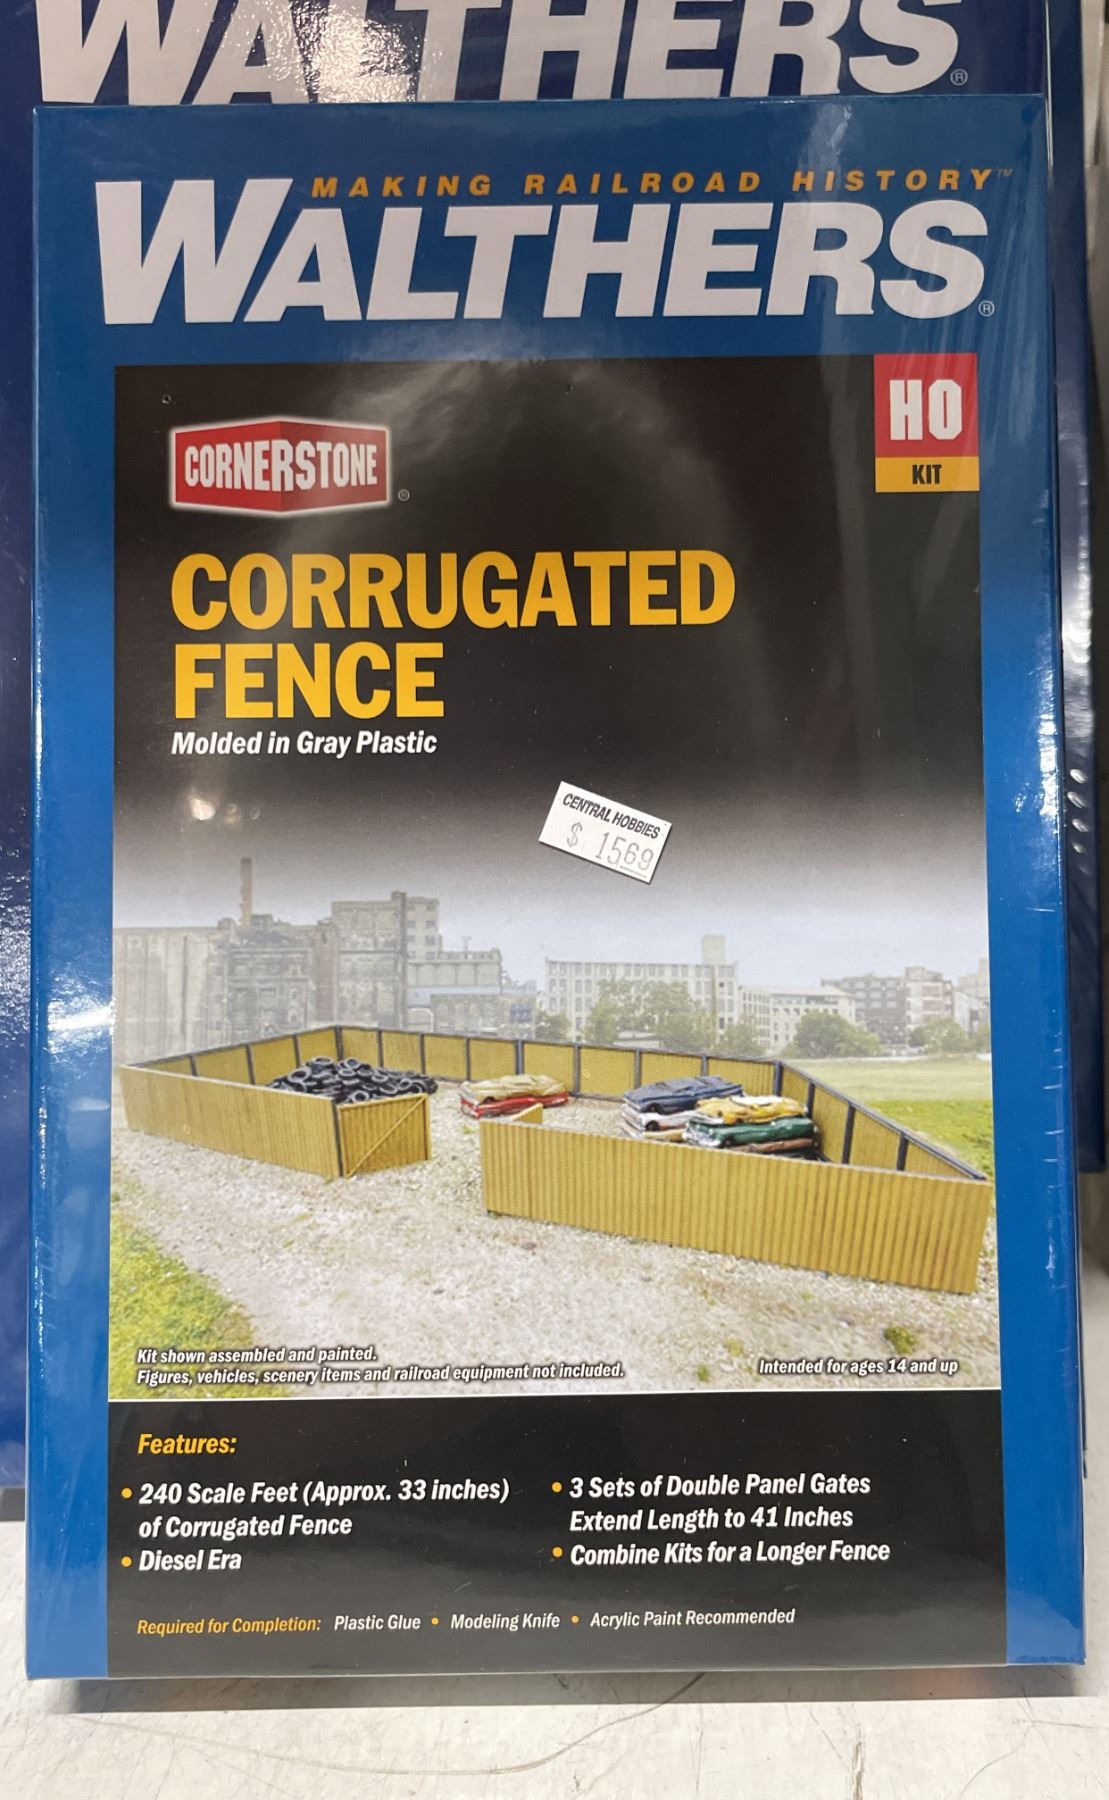 WALTHERS®
MAKING RAILROAD HISTORY™
WALTHERS®
HO
KIT
CORNERSTONE®
CORRUGATED
FENCE
Molded in Gray Plastic
CENTRAL HOBBIES
$ 1569
Kit shown assembled and painted.
Figures, vehicles, scenery items and railroad equipment not included.
Intended for ages 14 and up
Features:
• 240 Scale Feet (Approx. 33 inches)
of Corrugated Fence
• Diesel Era
• 3 Sets of Double Panel Gates
Extend Length to 41 Inches
• Combine Kits for a Longer Fence
Required for Completion: Plastic Glue • Modeling Knife • Acrylic Paint Recommended